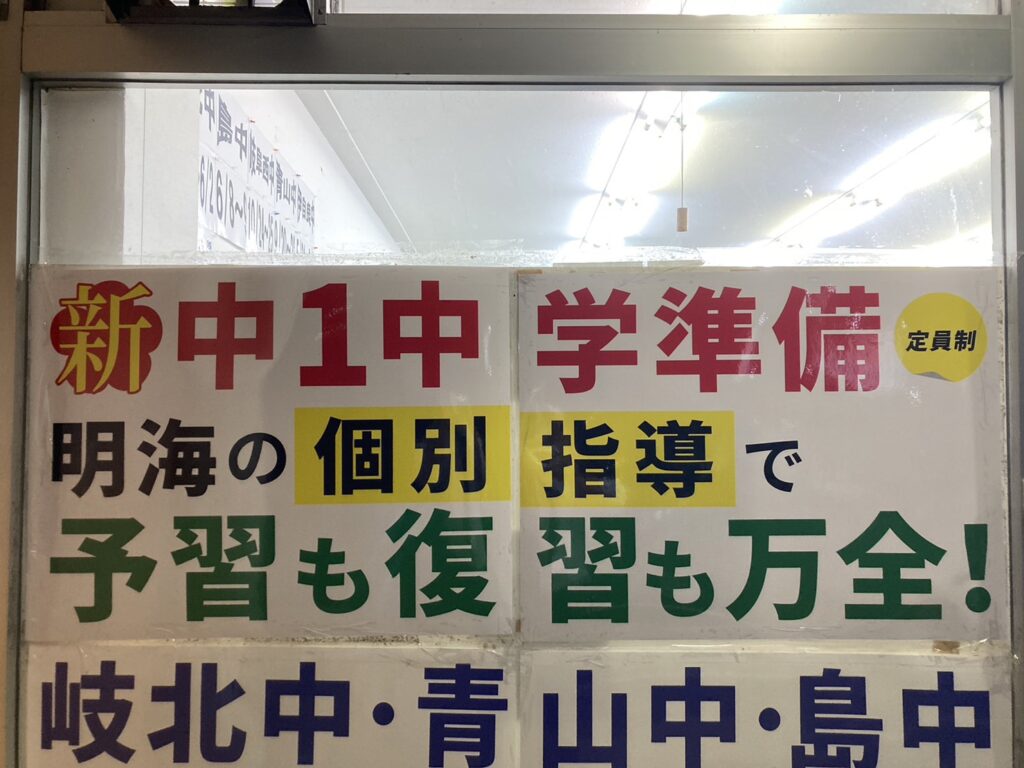 新中1中学準備 定員制
明海の個別指導で
予習も復習も万全!
岐北中・青山中・島中